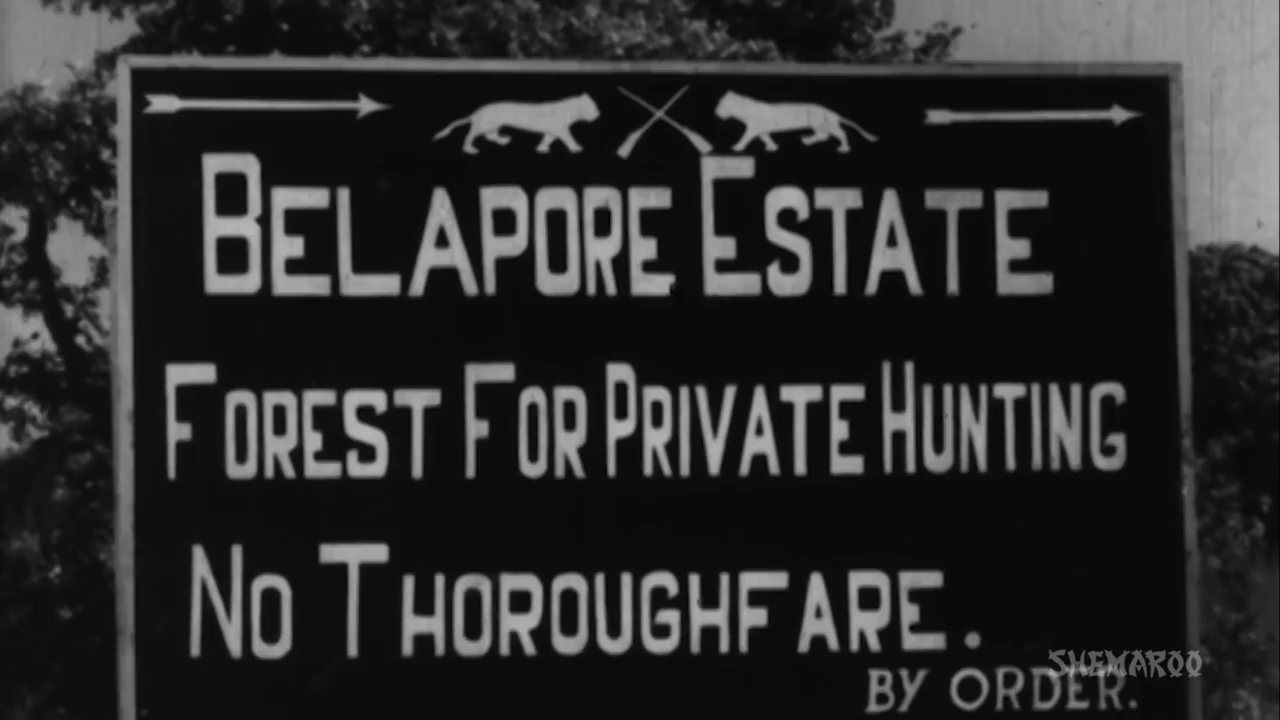 BELAPORE ESTATE
FOREST FOR PRIVATE HUNTING
NO THOROUGHFARE.
BY ORDER.
SHEMAROO